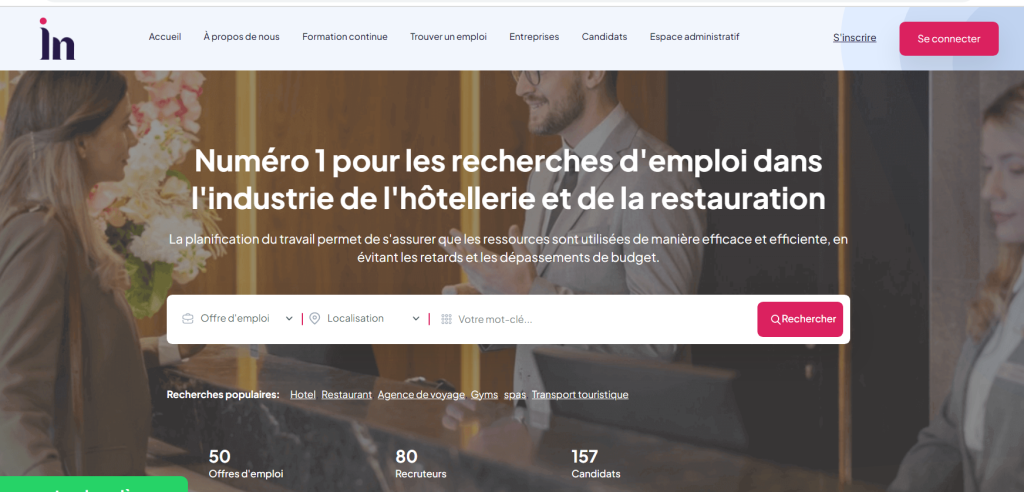 in
Accueil À propos de nous Formation continue Trouver un emploi Entreprises Candidats Espace administratif S'inscrire Se connecter
Numéro 1 pour les recherches d'emploi dans
l'industrie de l'hôtellerie et de la restauration
La planification du travail permet de s'assurer que les ressources sont utilisées de manière efficace et efficiente, en
évitant les retards et les dépassements de budget.
Offre d'emploi Localisation Votre mot-clé... Rechercher
Recherches populaires: Hotel Restaurant Agence de voyage Gyms spas Transport touristique
50 80 157
Offres d'emploi Recruteurs Candidats